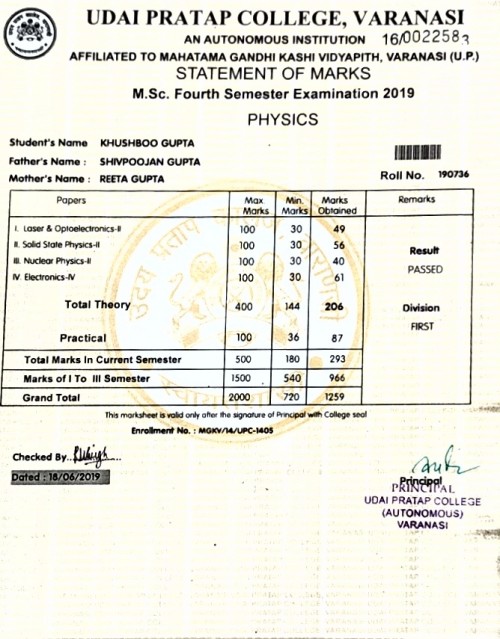 UDAI PRATAP COLLEGE, VARANASI
AN AUTONOMOUS INSTITUTION 16/0022583
AFFILIATED TO MAHATAMA GANDHI KASHI VIDYAPITH, VARANASI (U.P.)
STATEMENT OF MARKS
M.Sc. Fourth Semester Examination 2019
PHYSICS
Student's Name KHUSHBOO GUPTA
Father's Name : SHIVPOOJAN GUPTA
Mother's Name : REETA GUPTA Roll No. 190736
Papers Max Marks Min. Marks Marks Obtained Remarks
I. Laser & Optoelectronics-II 100 30 49
II. Solid State Physics-II 100 30 56 Result
III. Nuclear Physics-II 100 30 40 PASSED
IV. Electronics-IV 100 30 61
Total Theory 400 144 206 Division
FIRST
Practical 100 36 87
Total Marks In Current Semester 500 180 293
Marks of I To III Semester 1500 540 966
Grand Total 2000 720 1259
This marksheet is valid only after the signature of Principal with College seal
Enrollment No. : MGKV/14/UPC-1405
Checked By
Dated : 18/06/2019
Principal
PRINCIPAL
UDAI PRATAP COLLEGE
(AUTONOMOUS)
VARANASI
उदय प्रताप